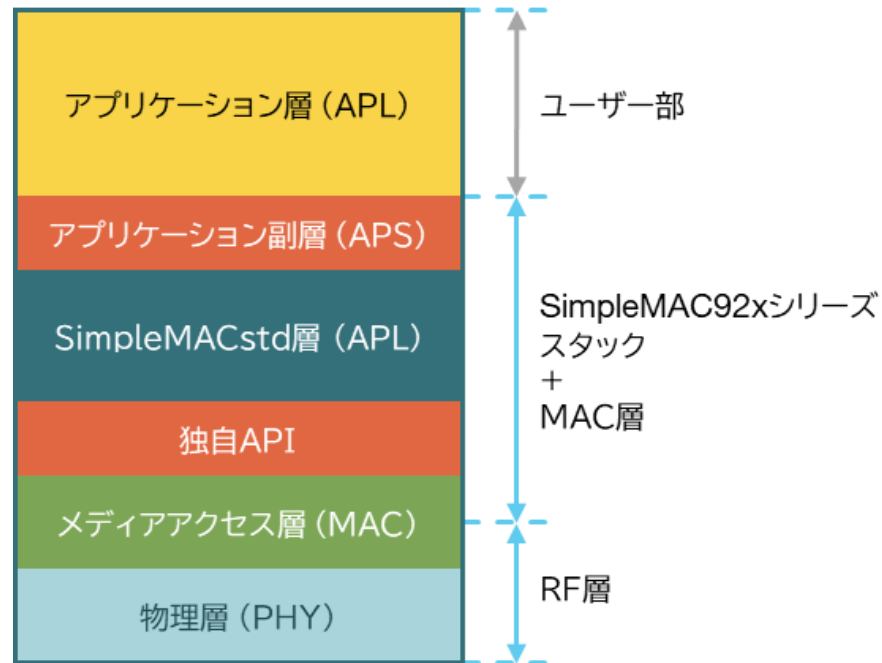 アプリケーション層（APL）
ユーザー部
アプリケーション副層（APS）
SimpleMACstd層（APL）
SimpleMAC92xシリーズ
スタック
+
MAC層
独自API
メディアアクセス層（MAC）
RF層
物理層（PHY）